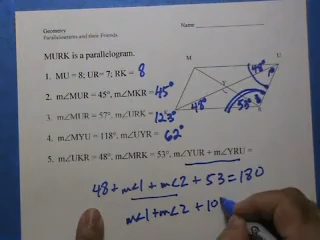 Geometry
Parallelograms and their Friends
Name
MURK is a parallelogram.
1. MU = 8; UR= 7; RK = 8
2. m∠MUR = 45°, m∠MKR = 45°
3. m∠MUR = 57°, m∠URK = 123°
4. m∠MYU = 118°, m∠UYR = 62°
5. m∠UKR = 48°, m∠MRK = 53°, m∠YUR + m∠YRU =
M
U
Y
48°
48°
53°
48 + m∠1 + m∠2 + 53 = 180
m∠1 + m∠2 + 10